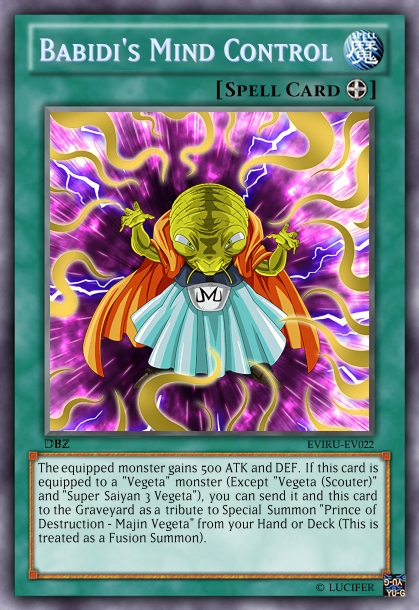 BABIDI'S MIND CONTROL 魔
[SPELL CARD]
M
DBZ EVIRU-EV022
The equipped monster gains 500 ATK and DEF. If this card is
equipped to a "Vegeta" monster (Except "Vegeta (Scouter)"
and "Super Saiyan 3 Vegeta"), you can send it and this card
to the Graveyard as a tribute to Special Summon "Prince of
Destruction - Majin Vegeta" from your Hand or Deck (This is
treated as a Fusion Summon).
© LUCIFER